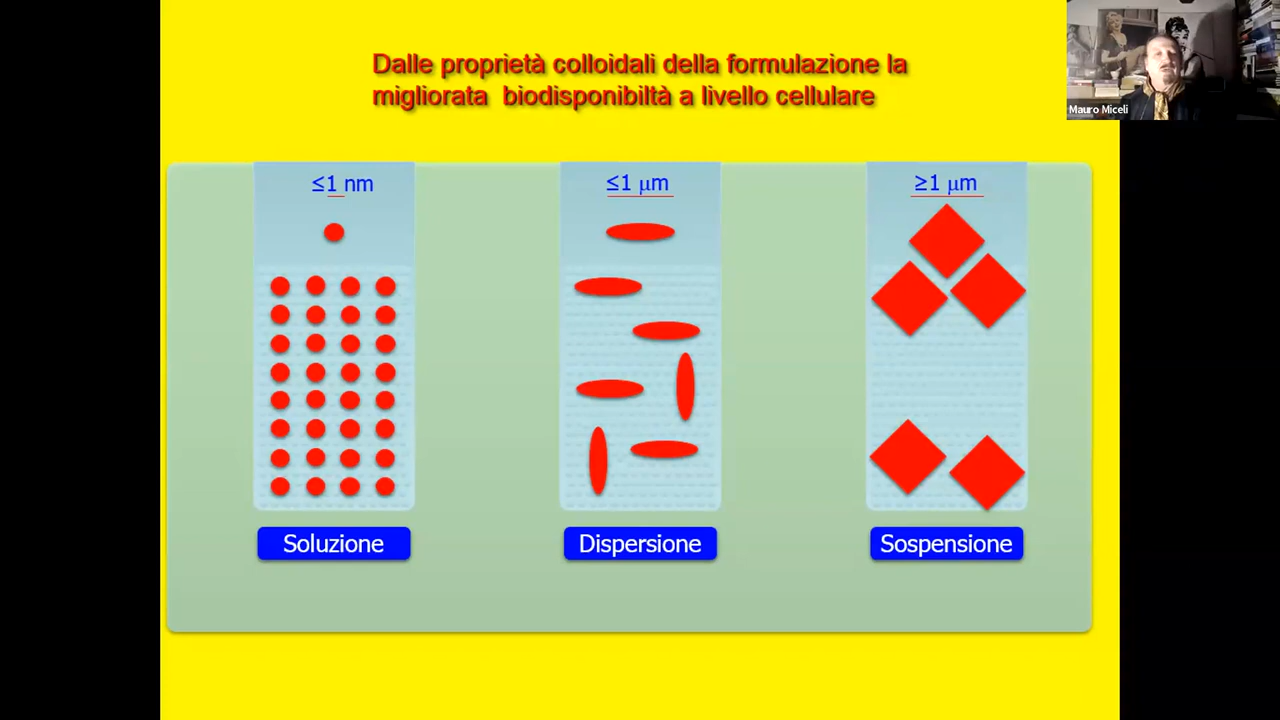 Dalle proprietà colloidali della formulazione la
migliorata biodisponibiltà a livello cellulare
Mauro Miceli
≤1 nm
≤1 μm
≥1 μm
Soluzione
Dispersione
Sospensione